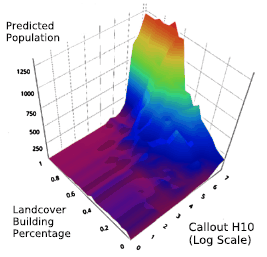 Predicted
Population
1250
1000
750
500
250
1
0.8
0.6
0.4
0.2
0
0
1
2
3
4
5
6
7
Landcover
Building
Percentage
Callout H10
(Log Scale)